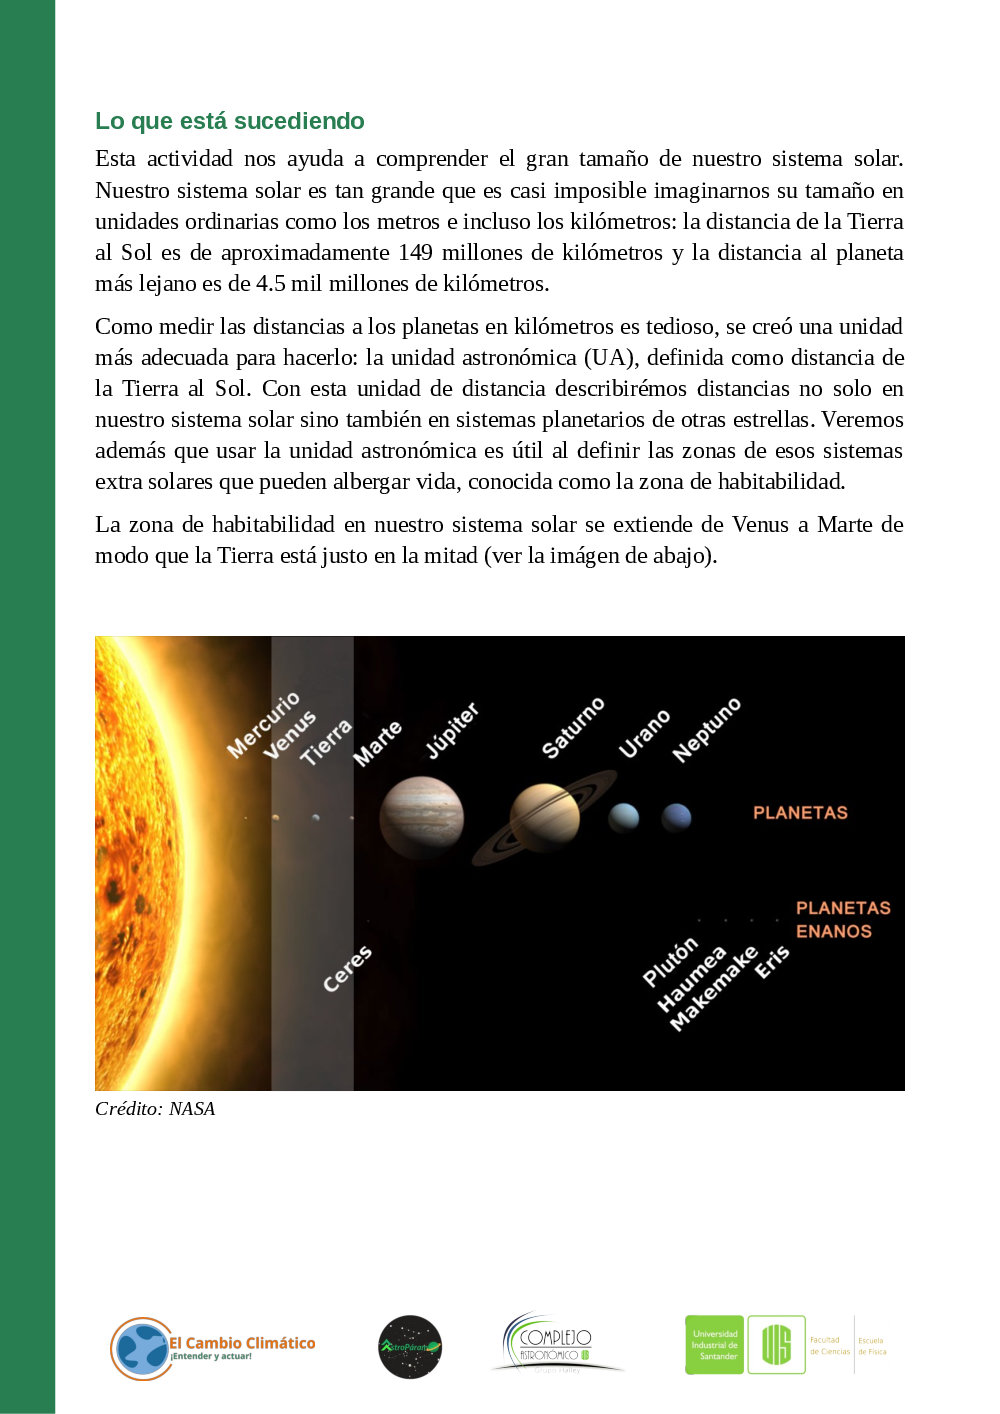 Lo que está sucediendo
Esta actividad nos ayuda a comprender el gran tamaño de nuestro sistema solar.
Nuestro sistema solar es tan grande que es casi imposible imaginarnos su tamaño en
unidades ordinarias como los metros e incluso los kilómetros: la distancia de la Tierra
al Sol es de aproximadamente 149 millones de kilómetros y la distancia al planeta
más lejano es de 4.5 mil millones de kilómetros.
Como medir las distancias a los planetas en kilómetros es tedioso, se creó una unidad
más adecuada para hacerlo: la unidad astronómica (UA), definida como distancia de
la Tierra al Sol. Con esta unidad de distancia describirémos distancias no solo en
nuestro sistema solar sino también en sistemas planetarios de otras estrellas. Veremos
además que usar la unidad astronómica es útil al definir las zonas de esos sistemas
extra solares que pueden albergar vida, conocida como la zona de habitabilidad.
La zona de habitabilidad en nuestro sistema solar se extiende de Venus a Marte de
modo que la Tierra está justo en la mitad (ver la imágen de abajo).
Mercurio
Venus
Tierra
Marte
Júpiter
Saturno
Urano
Neptuno
PLANETAS
Ceres
Plutón
Haumea
Makemake
Eris
PLANETAS
ENANOS
Crédito: NASA
El Cambio Climático
¡Entender y actuar!
COMPLEJO
ASTRONÓMICO
Grupo Halley
Universidad
Industrial de
Santander
UIS
Facultad
de Ciencias
Escuela
de Física